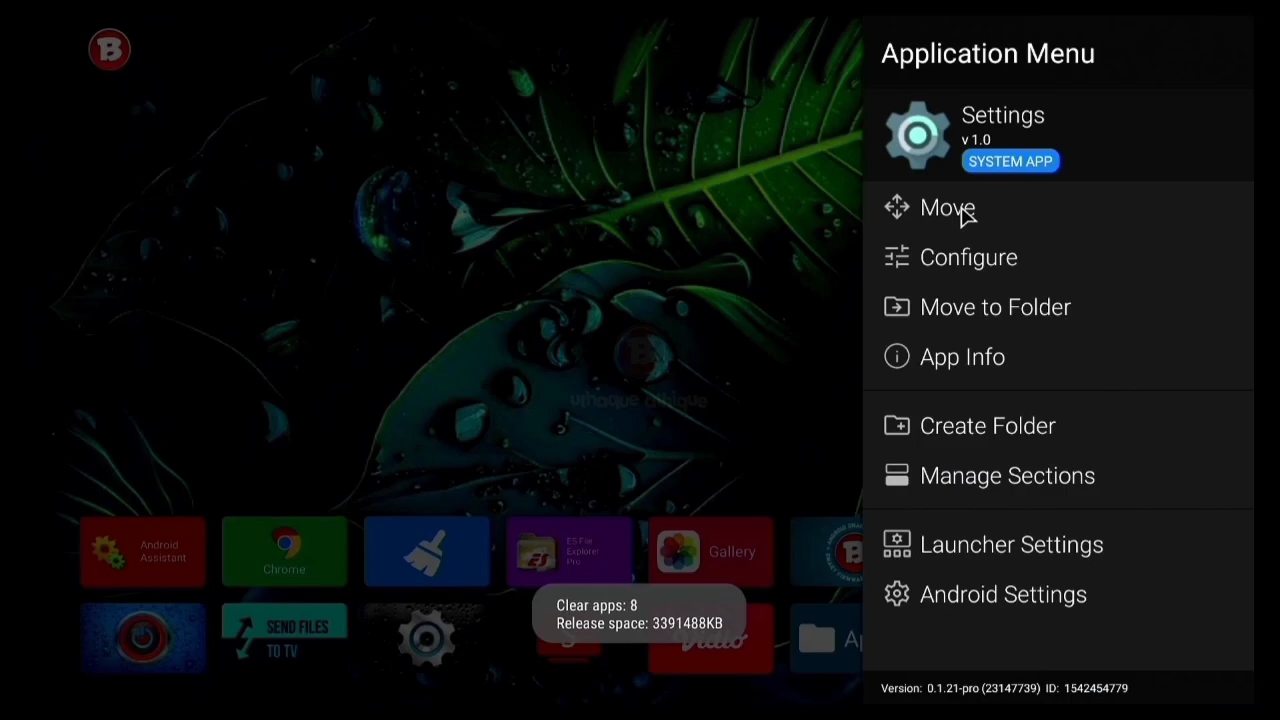 B
Application Menu
Settings
v 1.0
SYSTEM APP
Move
Configure
Move to Folder
App Info
Create Folder
Manage Sections
Launcher Settings
Android Settings
Version: 0.1.21-pro (23147739) ID: 1542454779
Android
Assistant
Chrome
ES File
Explorer
Pro
Gallery
SEND FILES
TO TV
Clear apps: 8
Release space: 3391488KB
Vidio